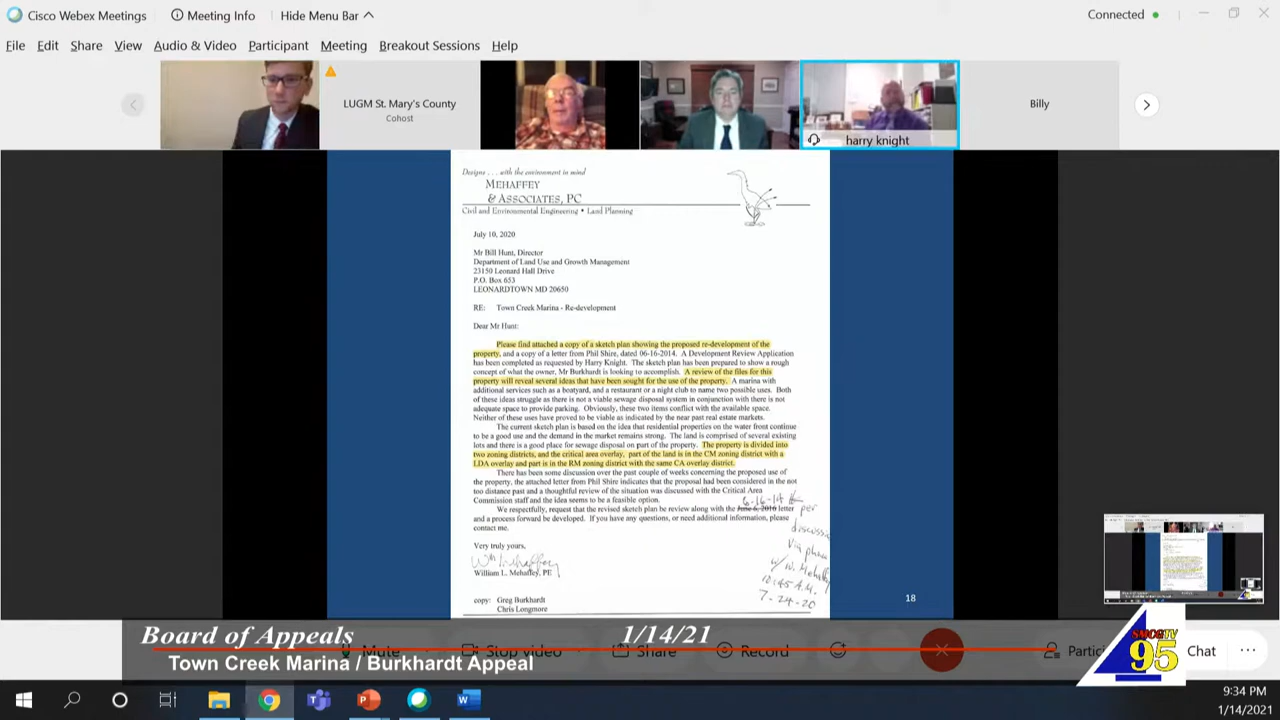 Cisco Webex Meetings
Meeting Info
Hide Menu Bar
Connected
File Edit Share View Audio & Video Participant Meeting Breakout Sessions Help
LUGM St. Mary's County
Cohost
harry knight
Billy
Designs . . . with the environment in mind
MEHAFFEY
& ASSOCIATES, PC
Civil and Environmental Engineering • Land Planning
July 10, 2020
Mr Bill Hunt, Director
Department of Land Use and Growth Management
23150 Leonard Hall Drive
P.O. Box 653
LEONARDTOWN MD 20650
RE: Town Creek Marina - Re-development
Dear Mr Hunt:
Please find attached a copy of a sketch plan showing the proposed re-development of the
property, and a copy of a letter from Phil Shire, dated 06-16-2014. A Development Review Application
has been completed as requested by Harry Knight. The sketch plan has been prepared to show a rough
concept of what the owner, Mr Burkhardt is looking to accomplish. A review of the files for this
property will reveal several ideas that have been sought for the use of the property. A marina with
additional services such as a boatyard, and a restaurant or a night club to name two possible uses. Both
of these ideas struggle as there is not a viable sewage disposal system in conjunction with there is not
adequate space to provide parking. Obviously, these two items conflict with the available space.
Neither of these uses have proved to be viable as indicated by the near past real estate markets.
The current sketch plan is based on the idea that residential properties on the water front continue
to be a good use and the demand in the market remains strong. The land is comprised of several existing
lots and there is a good place for sewage disposal on part of the property. The property is divided into
two zoning districts, and the critical area overlay, part of the land is in the CM zoning district with a
LDA overlay and part is in the RM zoning district with the same CA overlay district.
There has been some discussion over the past couple of weeks concerning the proposed use of
the property, the attached letter from Phil Shire indicates that the proposal had been considered in the not
too distance past and a thoughtful review of the situation was discussed with the Critical Area
Commission staff and the idea seems to be a feasible option.
6-16-14
We respectfully, request that the revised sketch plan be review along with the June 6, 2016 letter per
and a process forward be developed. If you have any questions, or need additional information, please
contact me.
discussion
via phone
w/ W. Mehaffey
10:45 A.M.
7-24-20
Very truly yours,
Wm Mehaffey
William L. Mehaffey, PE
copy: Greg Burkhardt
Chris Longmore
18
Board of Appeals 1/14/21
Town Creek Marina / Burkhardt Appeal
Mute Stop Video Share Record Chat
SMCGTV
95
9:34 PM
1/14/2021